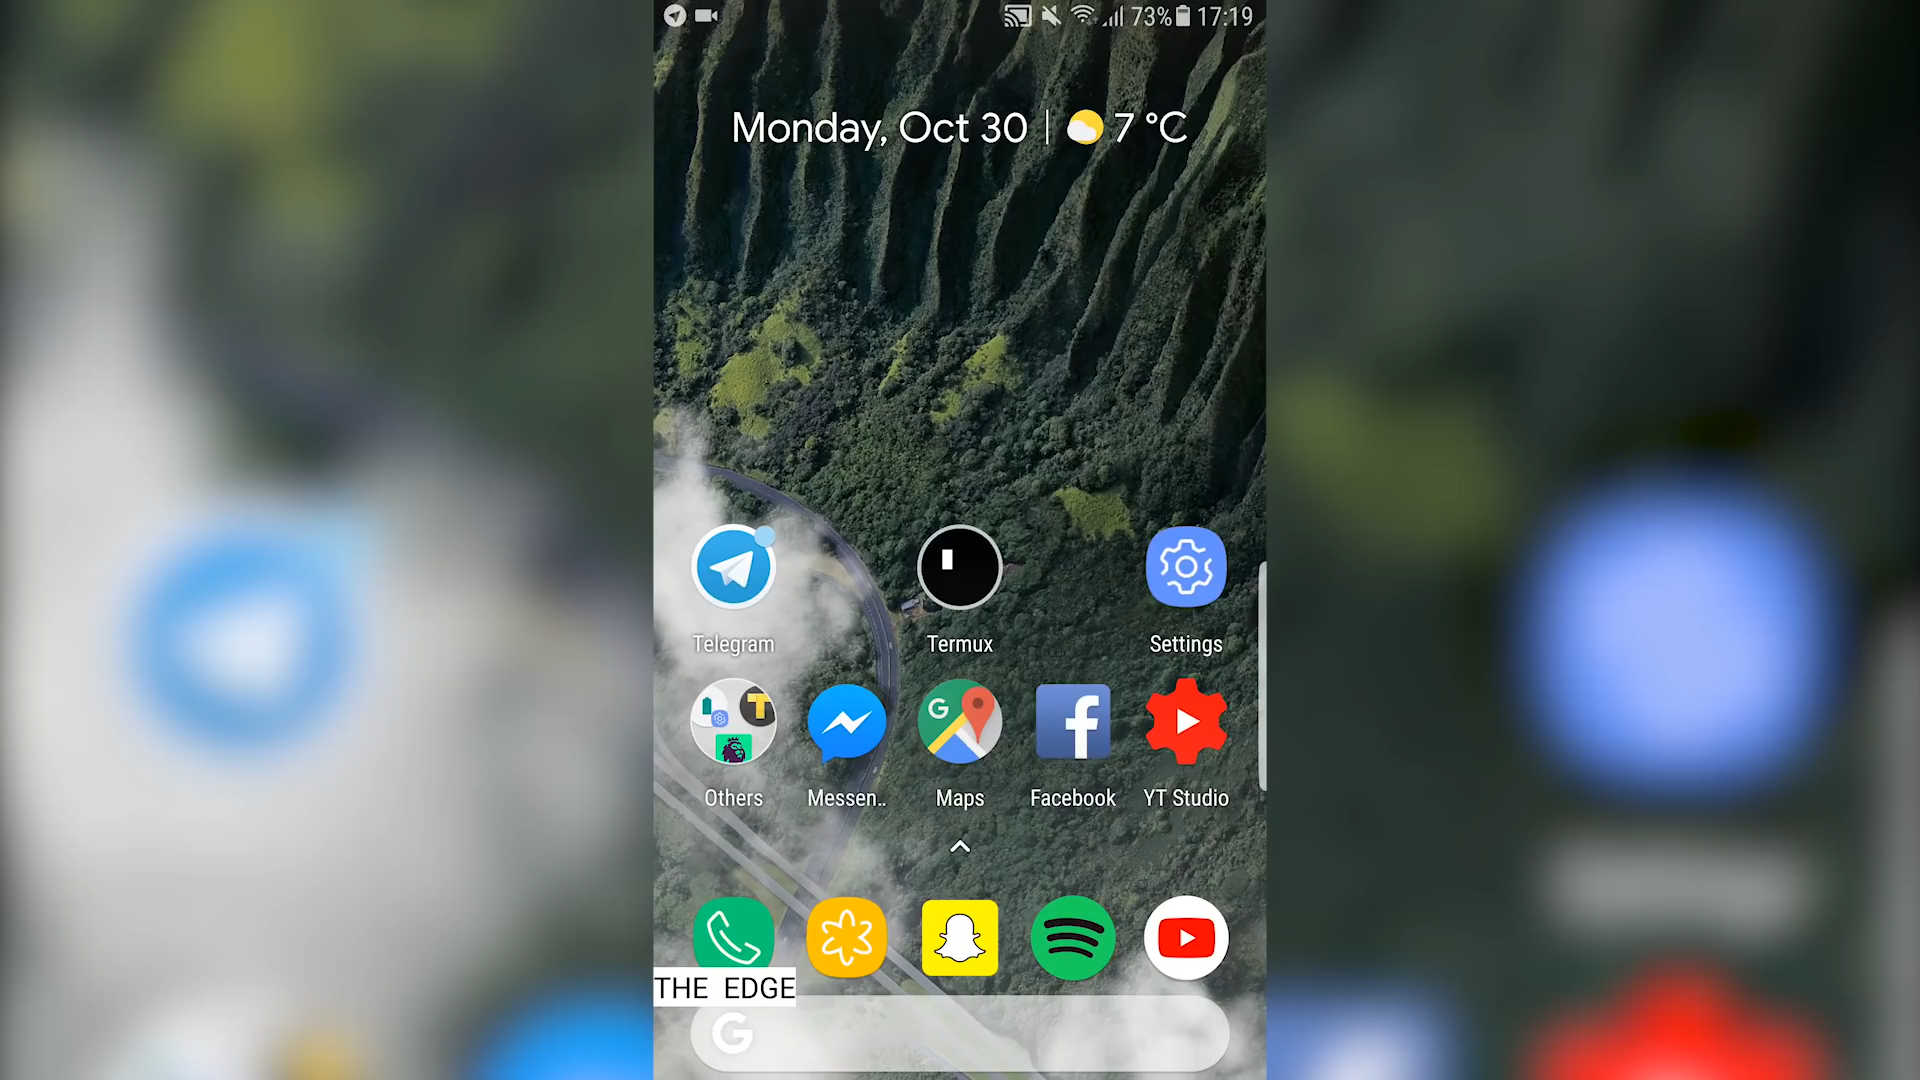 73% 17:19
Monday, Oct 30 | 7 °C
Telegram Termux Settings
G T
Others Messen.. Maps Facebook YT Studio
THE EDGE
G